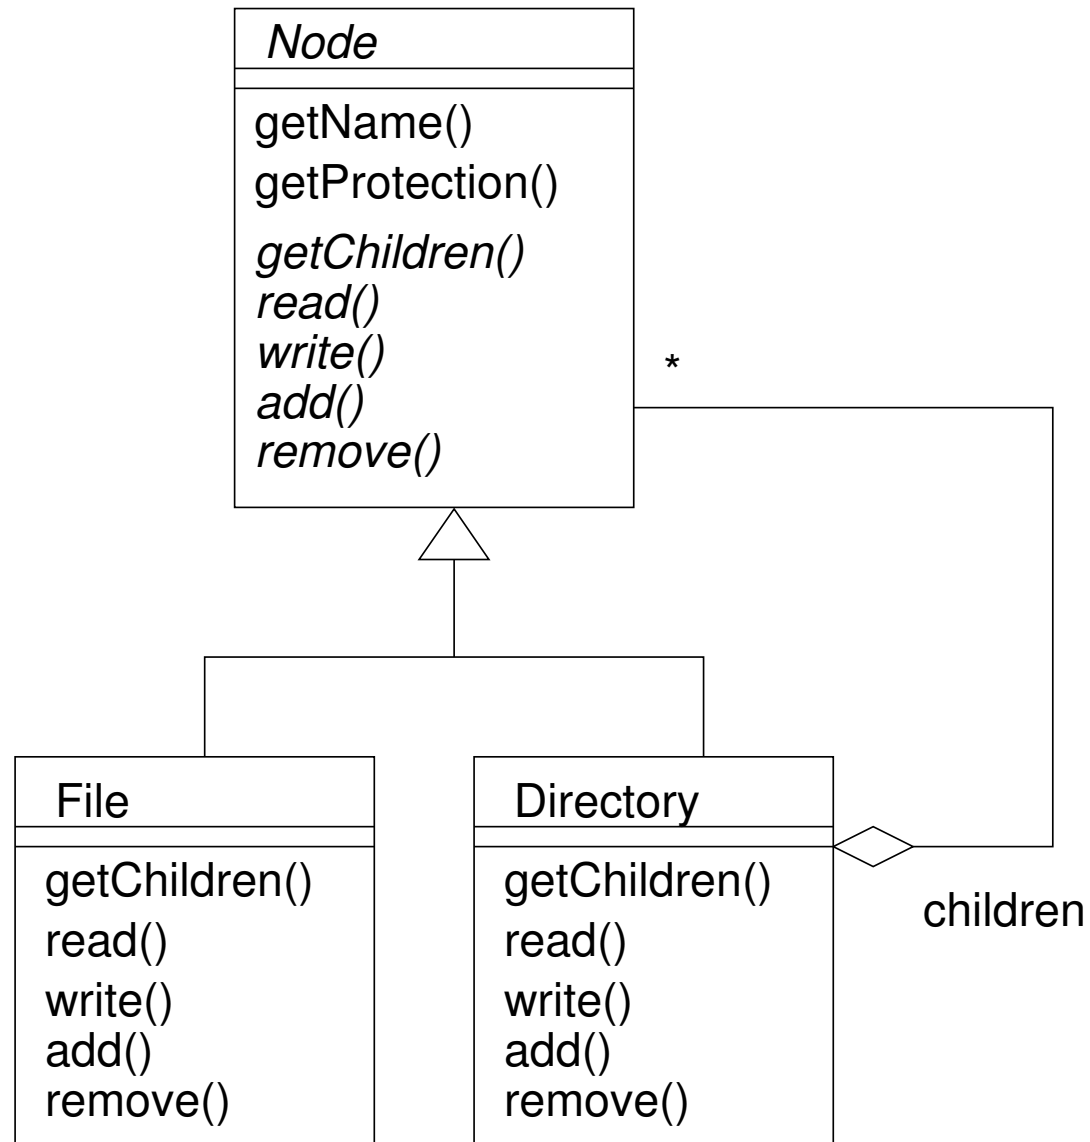 Node
getName()
getProtection()
getChildren()
read()
write()
add()
remove()
*
File
getChildren()
read()
write()
add()
remove()
Directory
getChildren()
read()
write()
add()
remove()
children